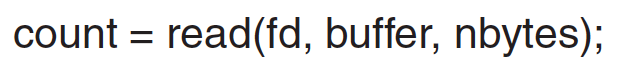 count = read(fd, buffer, nbytes);